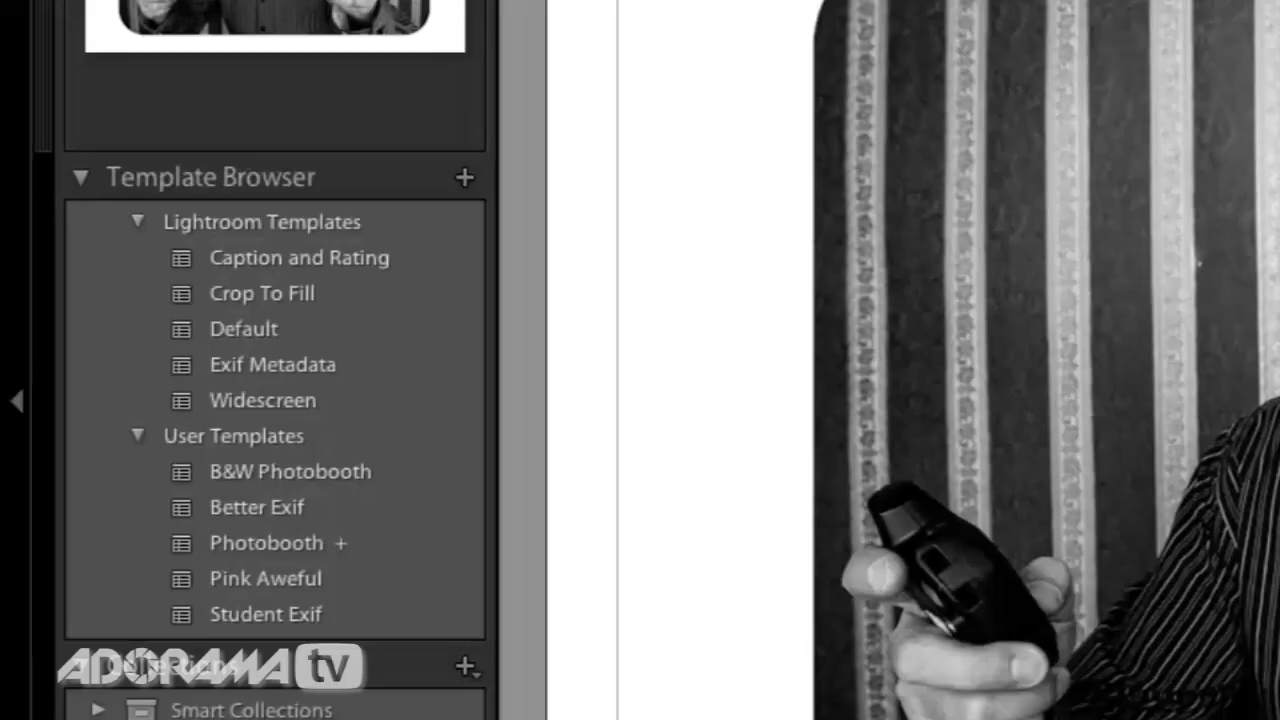 Template Browser +
Lightroom Templates
Caption and Rating
Crop To Fill
Default
Exif Metadata
Widescreen
User Templates
B&W Photobooth
Better Exif
Photobooth +
Pink Aweful
Student Exif
Collections +
ADORAMA tv
Smart Collections